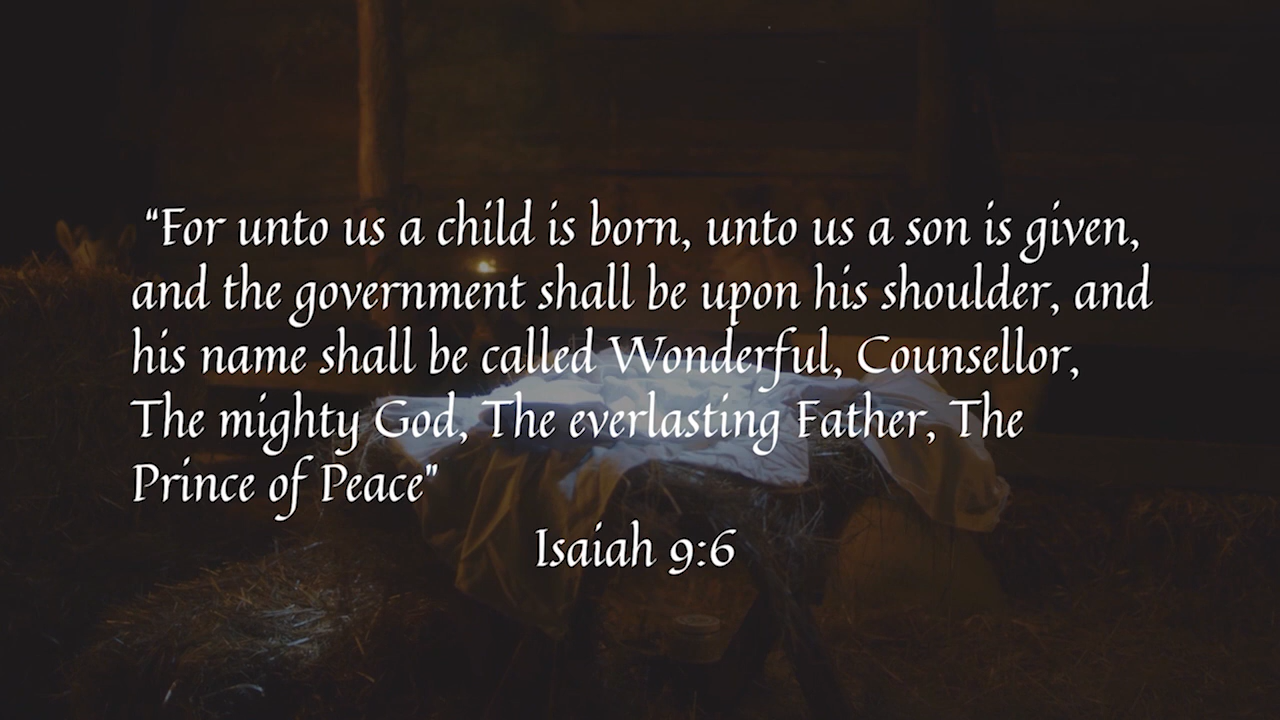 “For unto us a child is born, unto us a son is given,
and the government shall be upon his shoulder, and
his name shall be called Wonderful, Counsellor,
The mighty God, The everlasting Father, The
Prince of Peace”
Isaiah 9:6